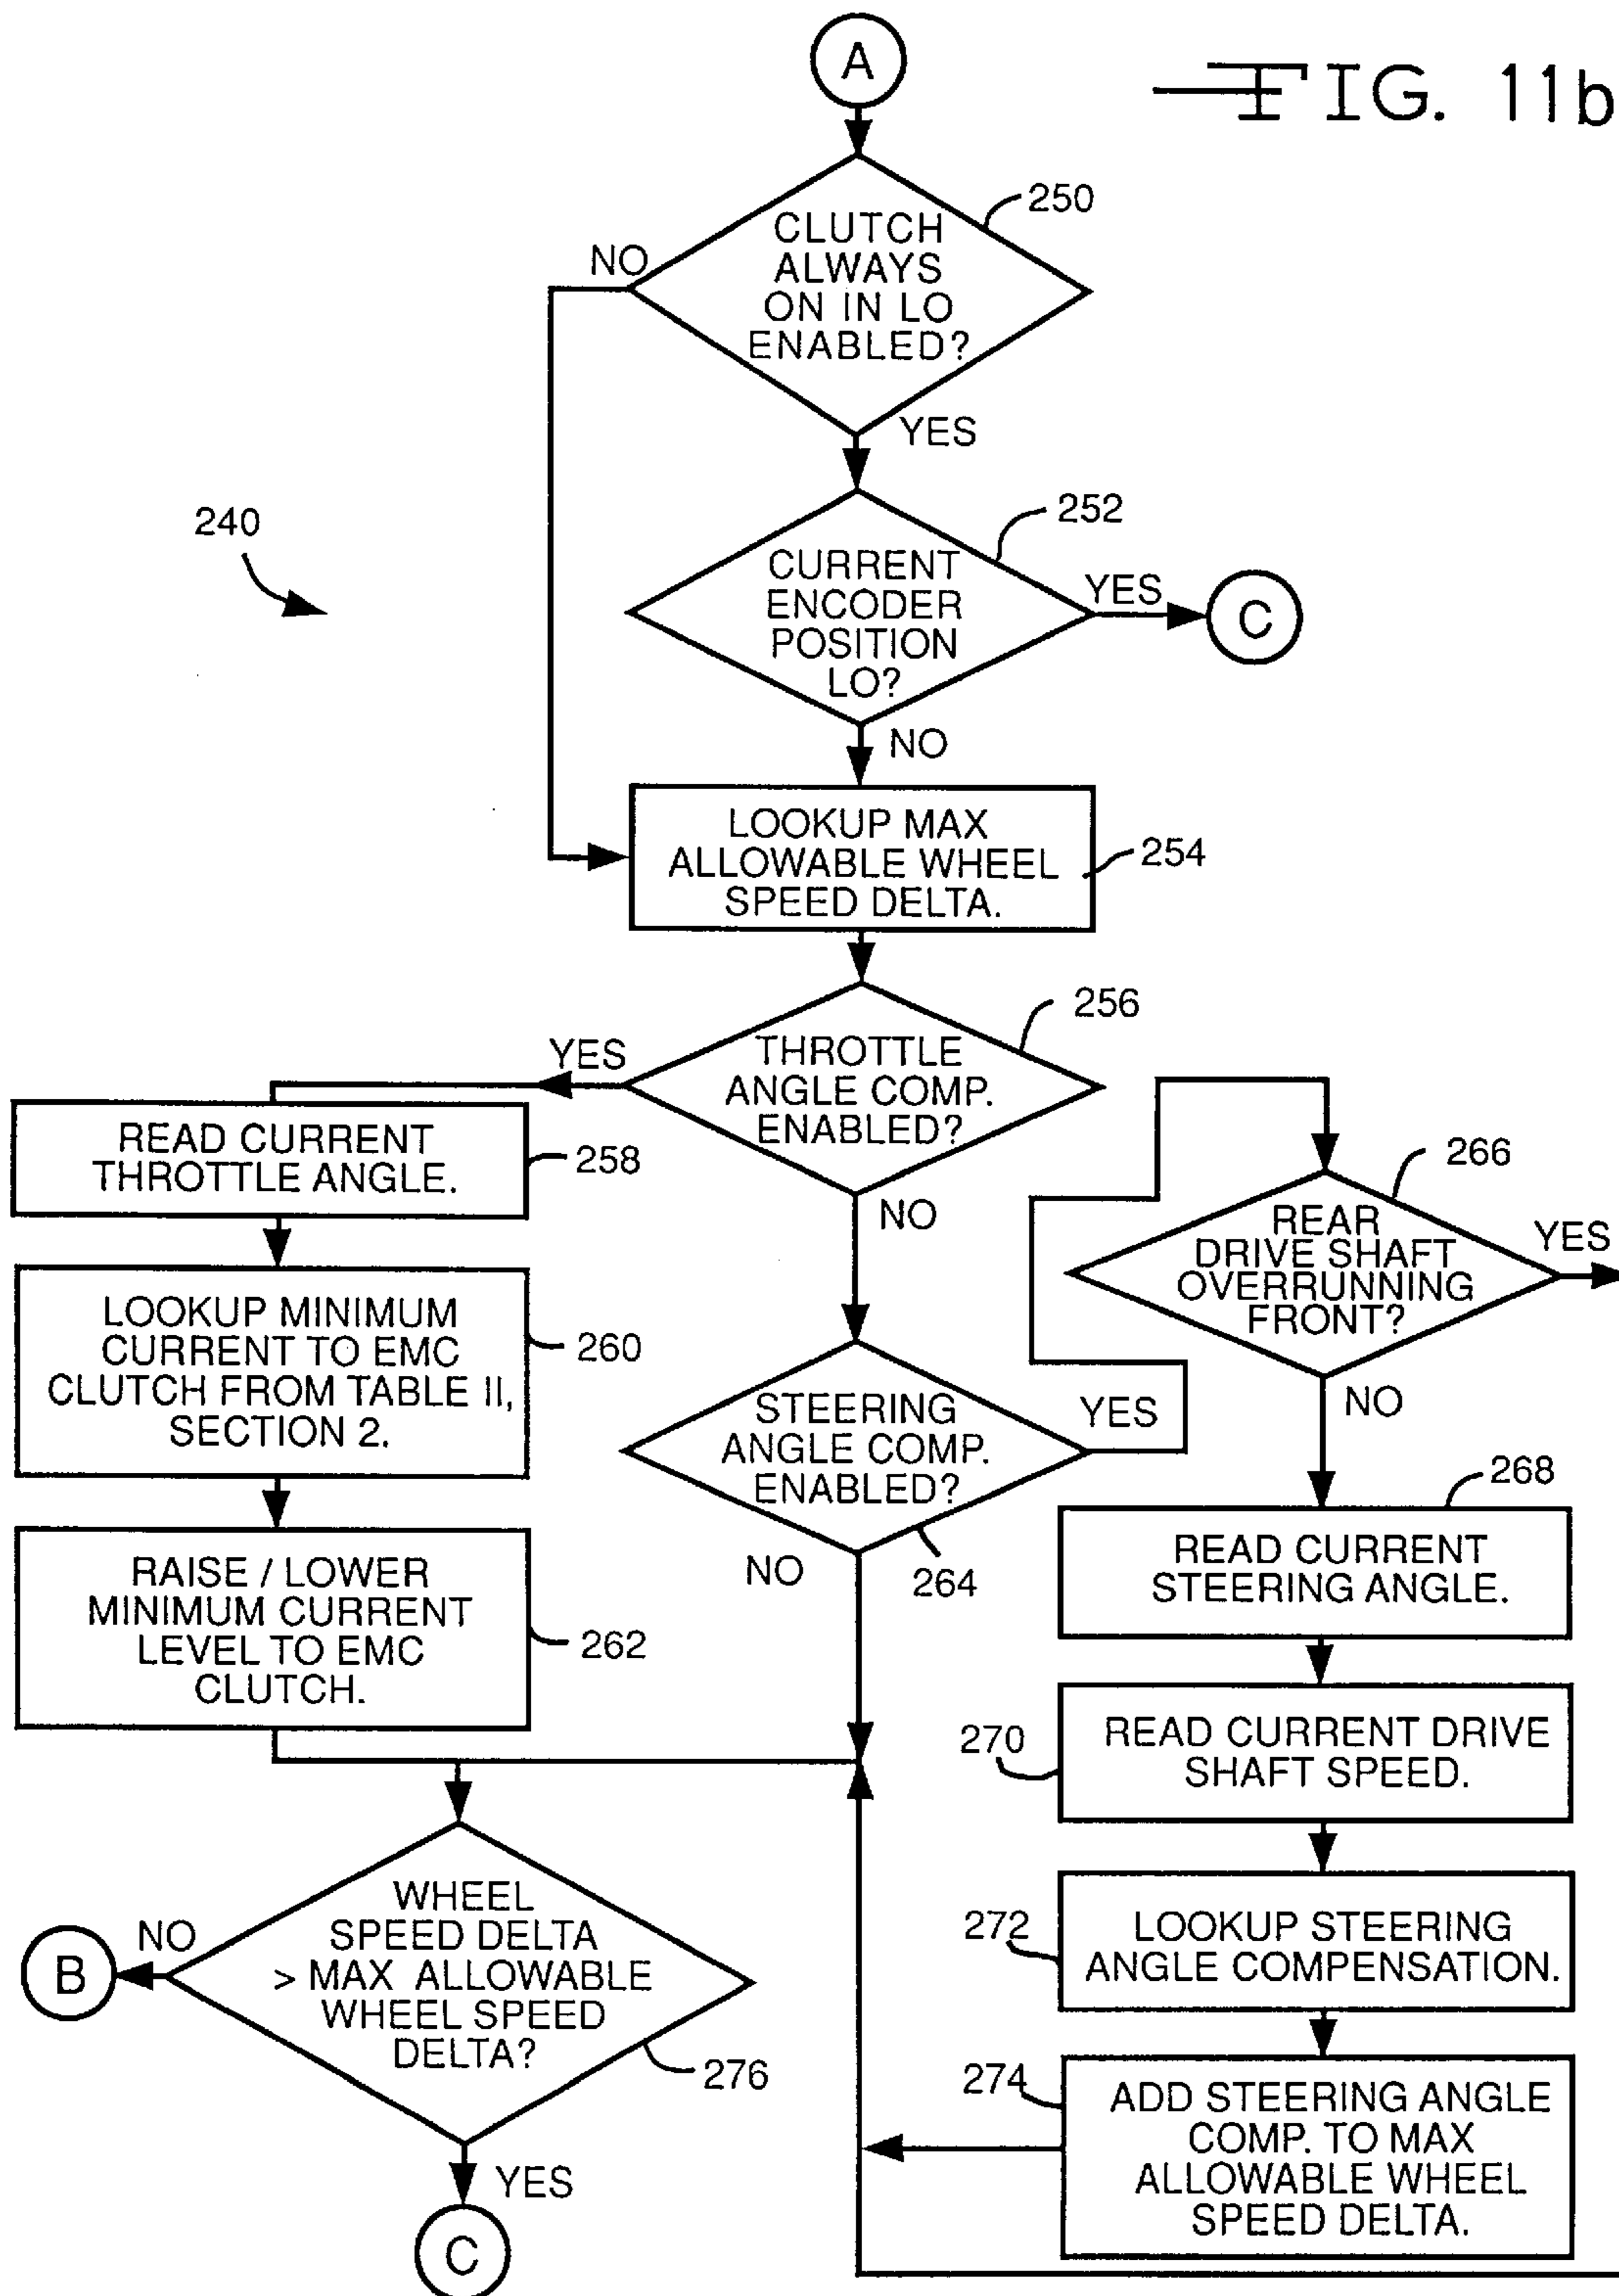 A
FIG. 11b
250
CLUTCH
ALWAYS
ON IN LO
ENABLED?
NO
YES
240
252
CURRENT
ENCODER
POSITION
LO?
YES
C
NO
LOOKUP MAX
ALLOWABLE WHEEL
SPEED DELTA.
254
256
THROTTLE
ANGLE COMP.
ENABLED?
YES
NO
READ CURRENT
THROTTLE ANGLE.
258
LOOKUP MINIMUM
CURRENT TO EMC
CLUTCH FROM TABLE II,
SECTION 2.
260
RAISE / LOWER
MINIMUM CURRENT
LEVEL TO EMC
CLUTCH.
262
STEERING
ANGLE COMP.
ENABLED?
YES
NO
264
266
REAR
DRIVE SHAFT
OVERRUNNING
FRONT?
YES
NO
268
READ CURRENT
STEERING ANGLE.
270
READ CURRENT DRIVE
SHAFT SPEED.
272
LOOKUP STEERING
ANGLE COMPENSATION.
274
ADD STEERING ANGLE
COMP. TO MAX
ALLOWABLE WHEEL
SPEED DELTA.
WHEEL
SPEED DELTA
> MAX ALLOWABLE
WHEEL SPEED
DELTA?
NO
B
276
YES
C